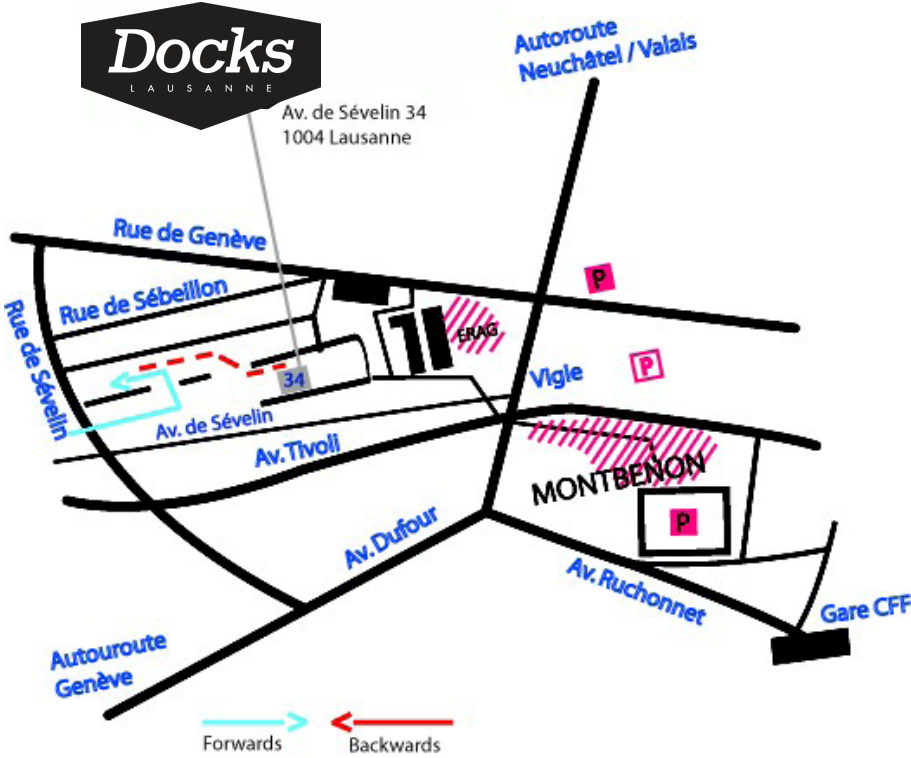 Docks
LAUSANNE
Av. de Sévelin 34
1004 Lausanne
Autoroute
Neuchâtel / Valais
Rue de Genève
P
Rue de Sébeillon
Rue de Sévelin
ERAG
P
Vigie
34
Av. de Sévelin
Av. Tivoli
MONTBENON
P
Av. Dufour
Av. Ruchonnet
Gare CFF
Autouroute
Genève
Forwards
Backwards